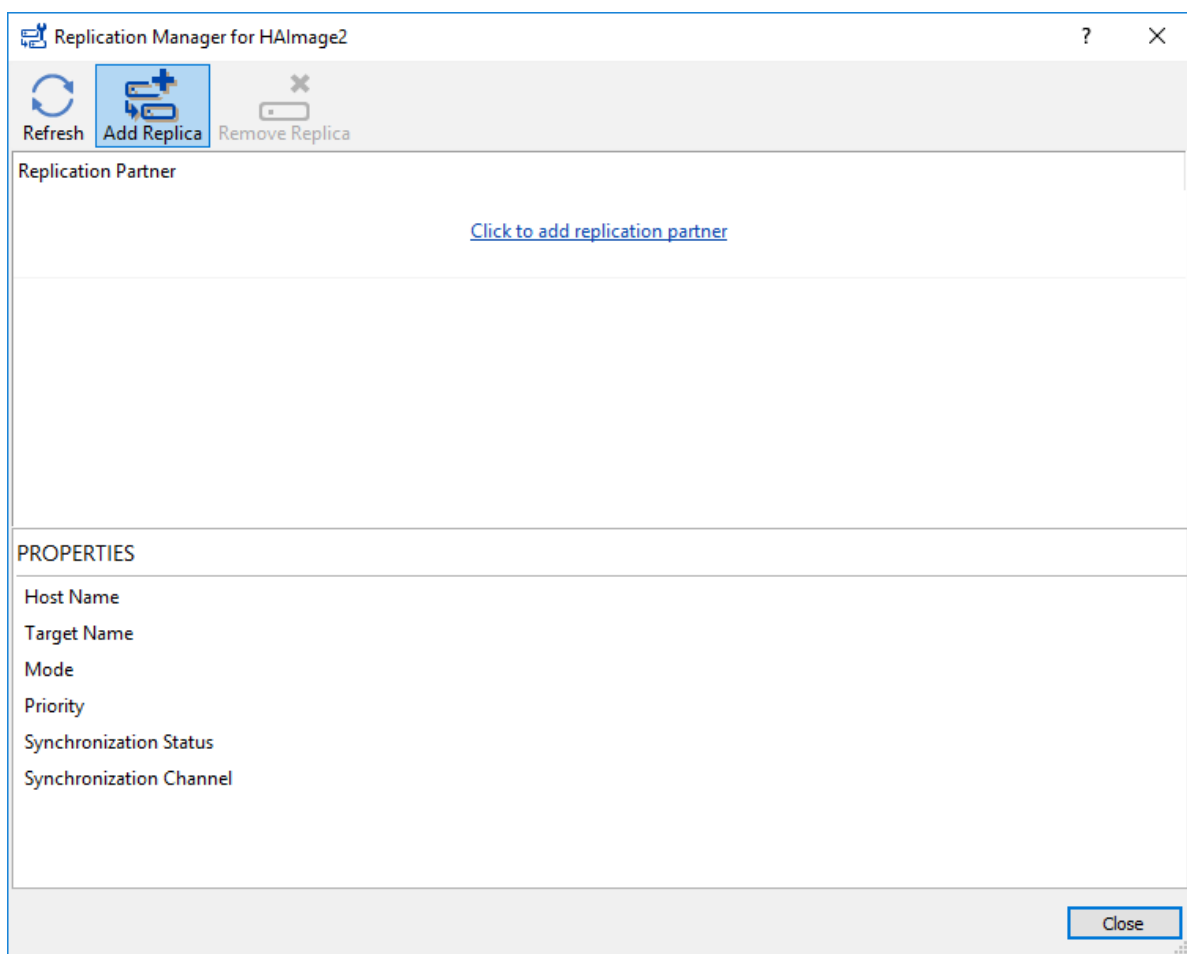 Replication Manager for HAImage2
?
Refresh Add Replica Remove Replica
Replication Partner
Click to add replication partner
PROPERTIES
Host Name
Target Name
Mode
Priority
Synchronization Status
Synchronization Channel
Close